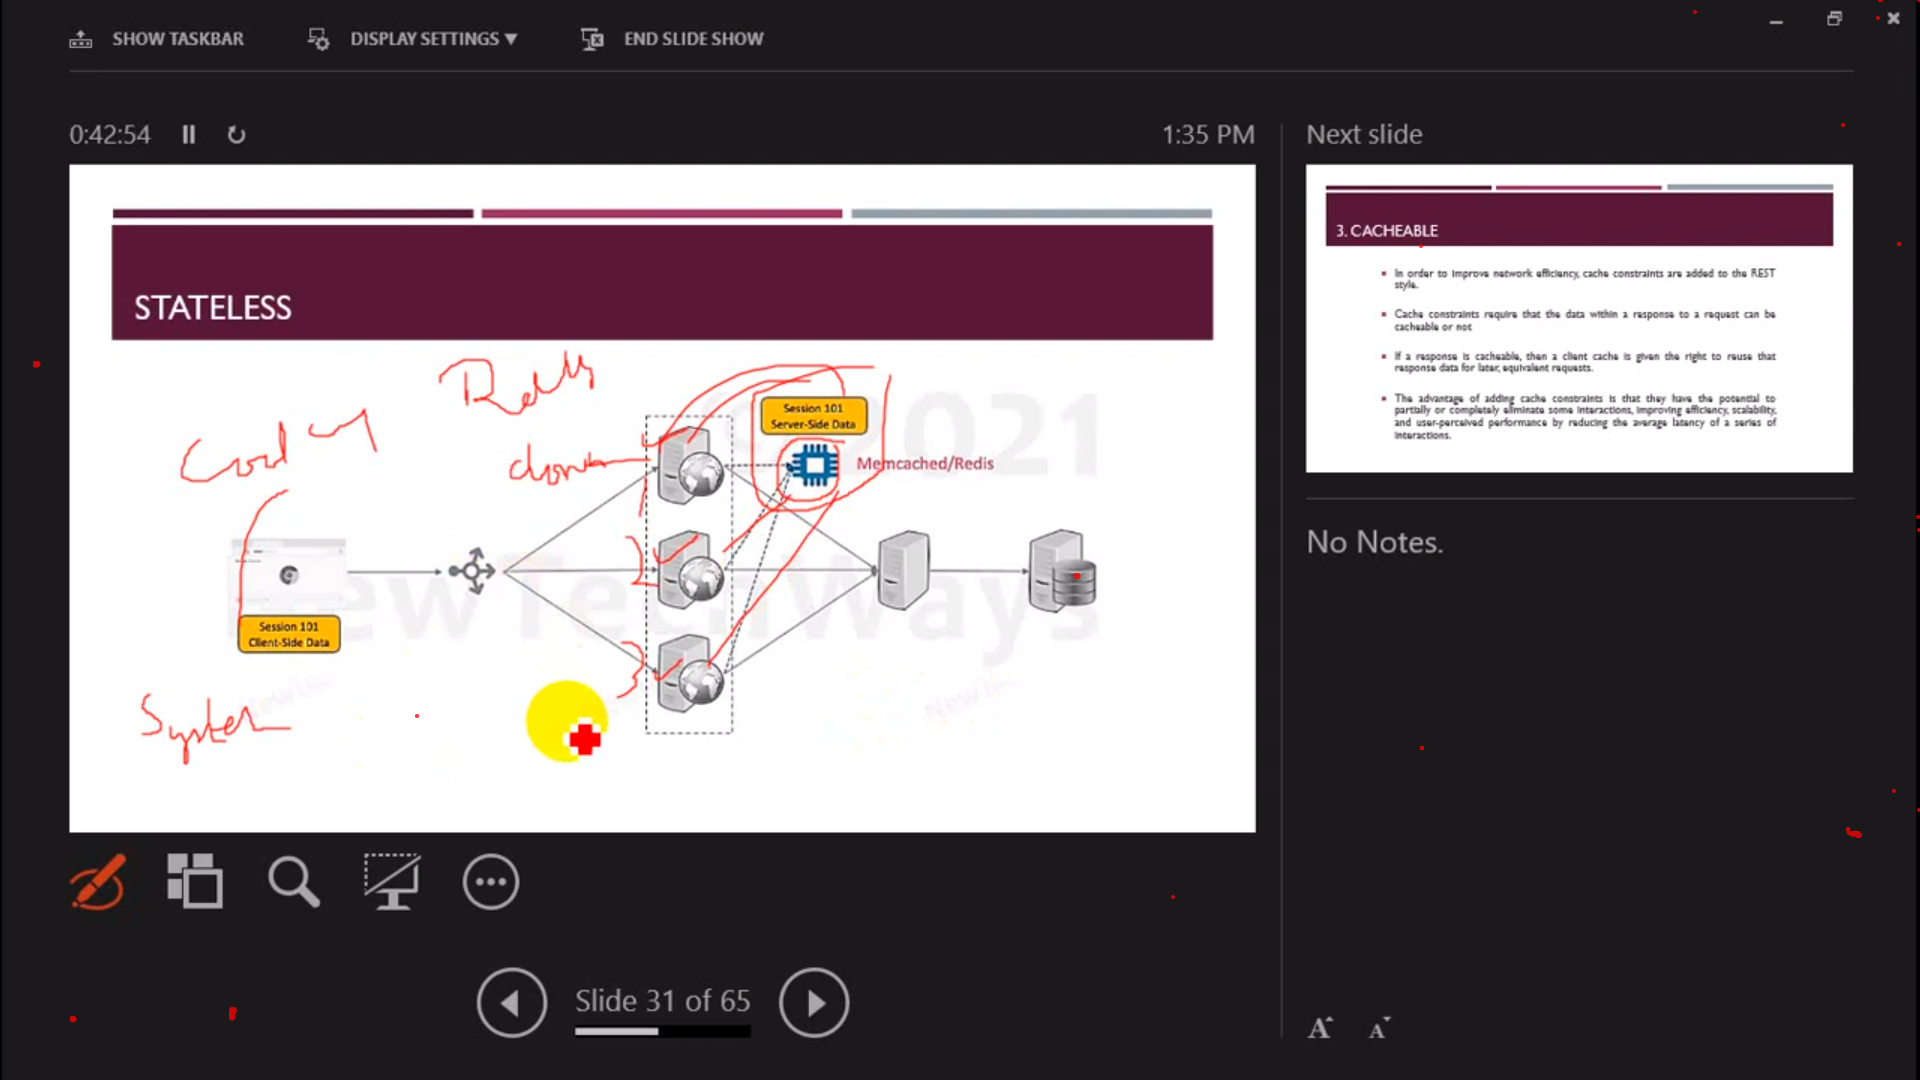 SHOW TASKBAR
DISPLAY SETTINGS ▼
END SLIDE SHOW
0:42:54
1:35 PM
STATELESS
©2021
NewTechWays
Redis
down
System
Session 101
Server-Side Data
Memcached/Redis
Session 101
Client-Side Data
2
3
Slide 31 of 65
Next slide
3. CACHEABLE
In order to improve network efficiency, cache constraints are added to the REST
style.
Cache constraints require that the data within a response to a request can be
cacheable or not
If a response is cacheable, then a client cache is given the right to reuse that
response data for later, equivalent requests.
The advantage of adding cache constraints is that they have the potential to
partially or completely eliminate some interactions, improving efficiency, scalability,
and user-perceived performance by reducing the average latency of a series of
interactions.
No Notes.
A A